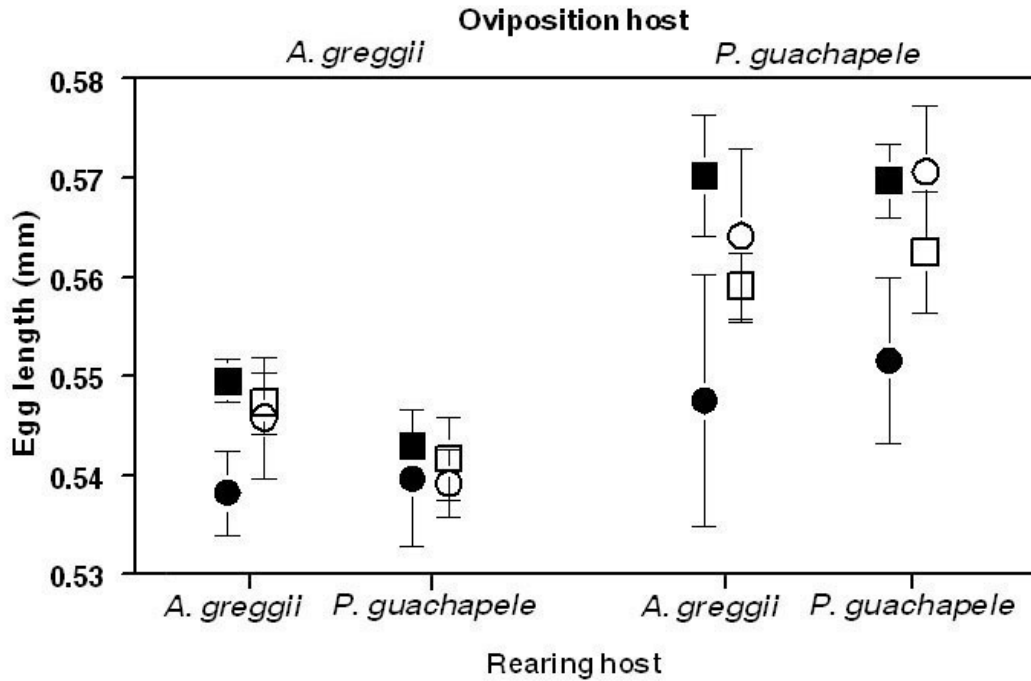 Oviposition host
A. greggii P. guachapele
0.58
0.57
0.56
0.55
0.54
0.53
Egg length (mm)
A. greggii P. guachapele A. greggii P. guachapele
Rearing host